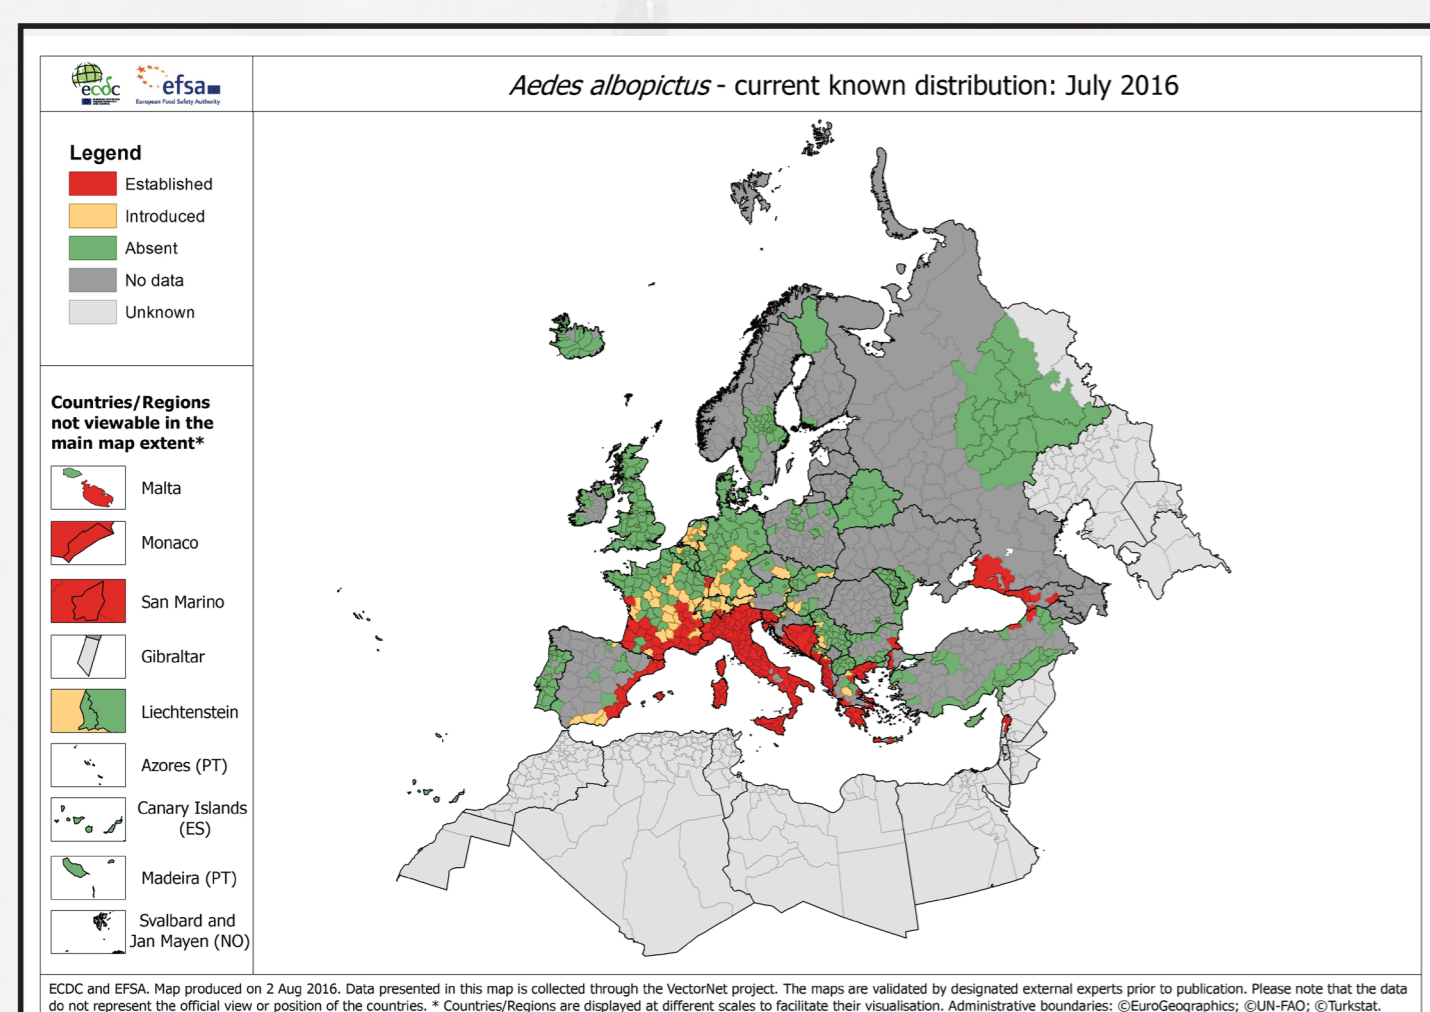 ecdc
efsa
European Food Safety Authority
Aedes albopictus - current known distribution: July 2016
Legend
Established
Introduced
Absent
No data
Unknown
Countries/Regions
not viewable in the
main map extent*
Malta
Monaco
San Marino
Gibraltar
Liechtenstein
Azores (PT)
Canary Islands
(ES)
Madeira (PT)
Svalbard and
Jan Mayen (NO)
ECDC and EFSA. Map produced on 2 Aug 2016. Data presented in this map is collected through the VectorNet project. The maps are validated by designated external experts prior to publication. Please note that the data
do not represent the official view or position of the countries. * Countries/Regions are displayed at different scales to facilitate their visualisation. Administrative boundaries: ©EuroGeographics; ©UN-FAO; ©Turkstat.